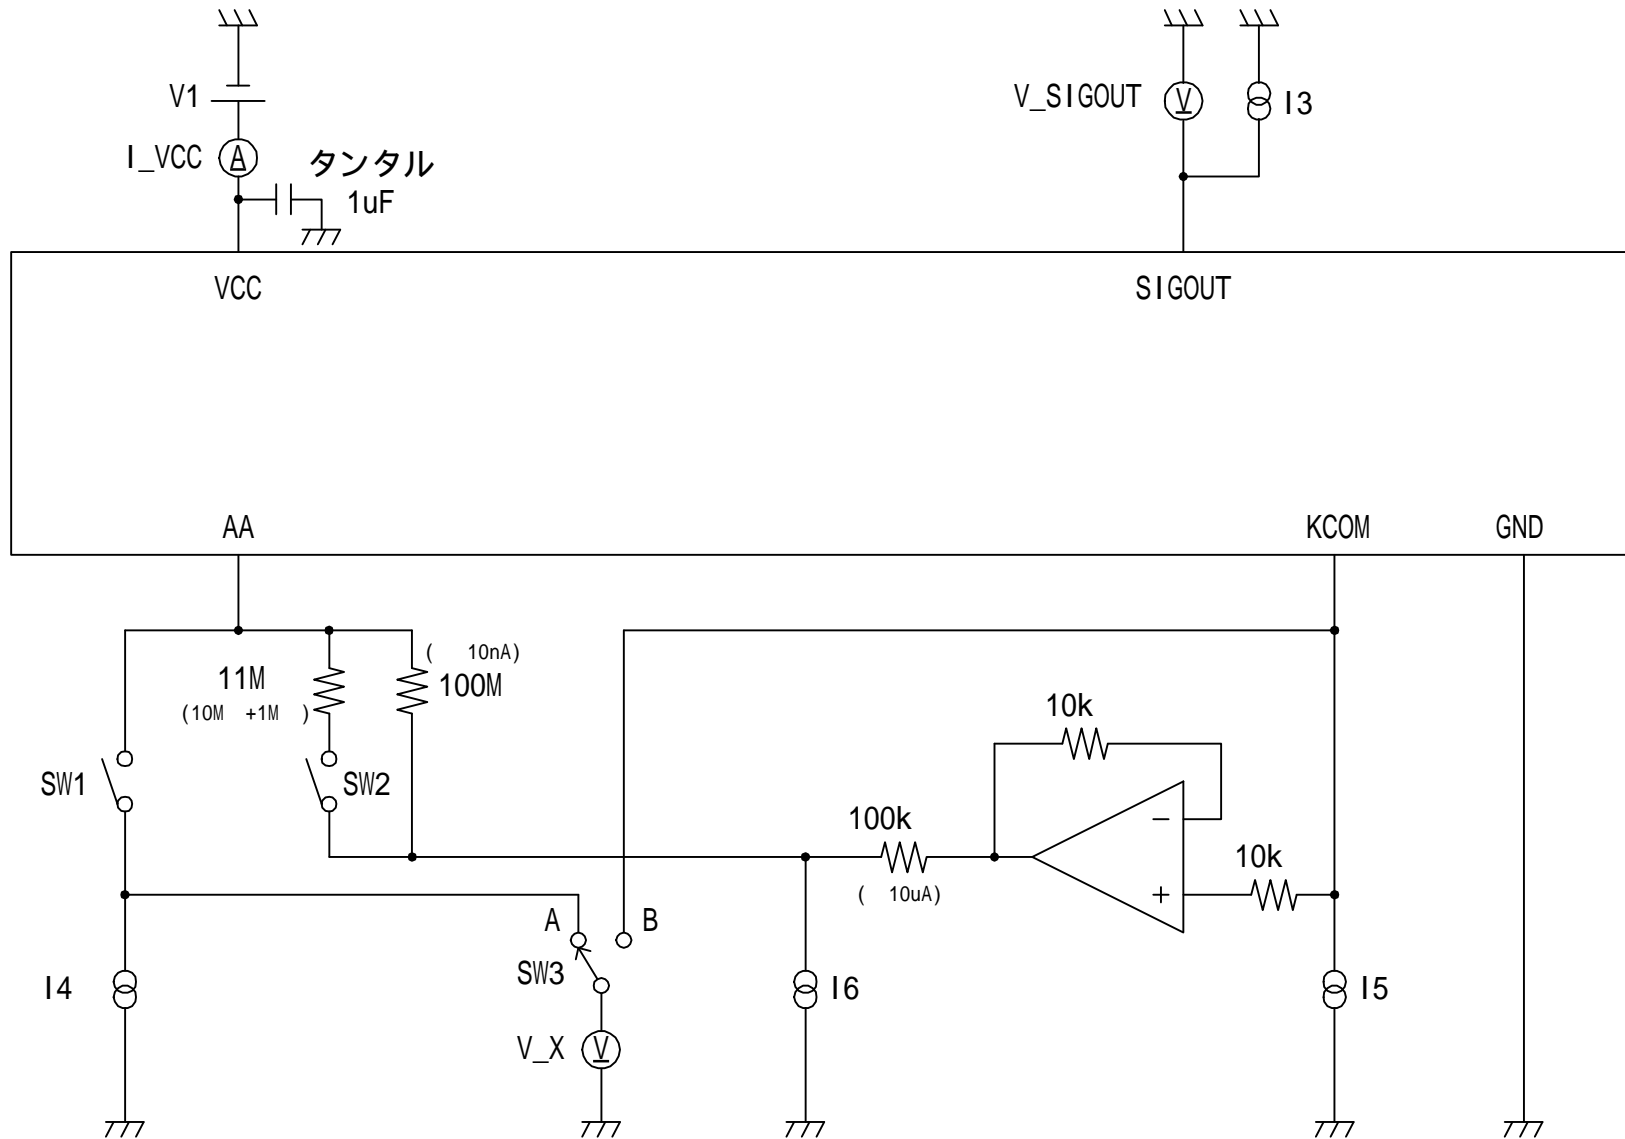 V1
V_SIGOUT
V
I3
I_VCC
A
タンタル
1uF
VCC
SIGOUT
AA
KCOM
GND
11M
(10M +1M )
( 10nA)
100M
10k
SW1
SW2
100k
( 10uA)
−
+
10k
A
B
SW3
I4
I6
I5
V_X
V